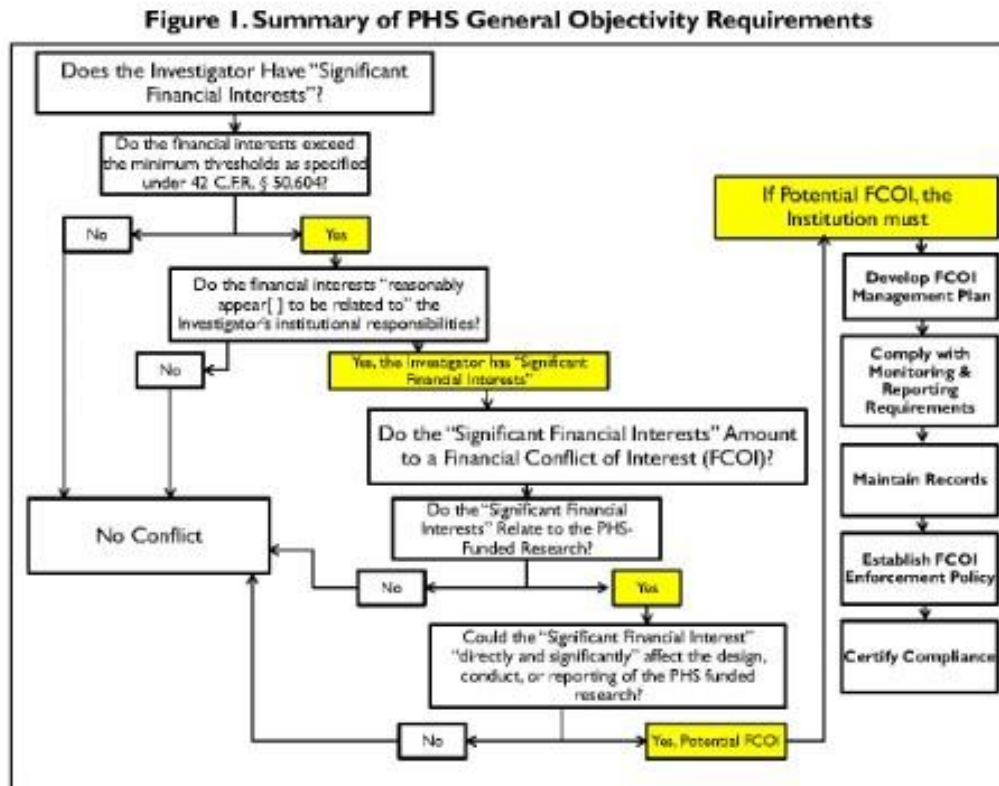 Figure 1. Summary of PHS General Objectivity Requirements
Does the Investigator Have “Significant
Financial Interests”?
Do the financial interests exceed
the minimum thresholds as specified
under 42 C.F.R. § 50.604?
No
Yes
Do the financial interests “reasonably
appear[ ] to be related to” the
Investigator's institutional responsibilities?
No
Yes, the Investigator has “Significant
Financial Interests”
Do the “Significant Financial Interests” Amount
to a Financial Conflict of Interest (FCOI)?
Do the “Significant Financial
Interests” Relate to the PHS-
Funded Research?
No Conflict
No
Yes
Could the “Significant Financial Interest”
“directly and significantly” affect the design,
conduct, or reporting of the PHS funded
research?
No
Yes, Potential FCOI
If Potential FCOI, the
Institution must
Develop FCOI
Management Plan
Comply with
Monitoring &
Reporting
Requirements
Maintain Records
Establish FCOI
Enforcement Policy
Certify Compliance